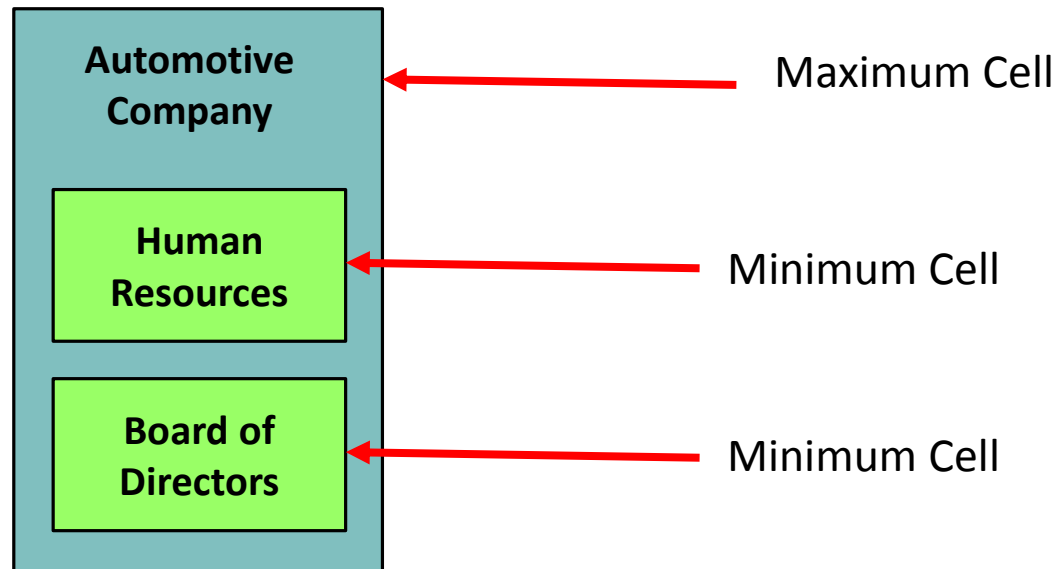 Automotive
Company
Maximum Cell
Human
Resources
Minimum Cell
Board of
Directors
Minimum Cell